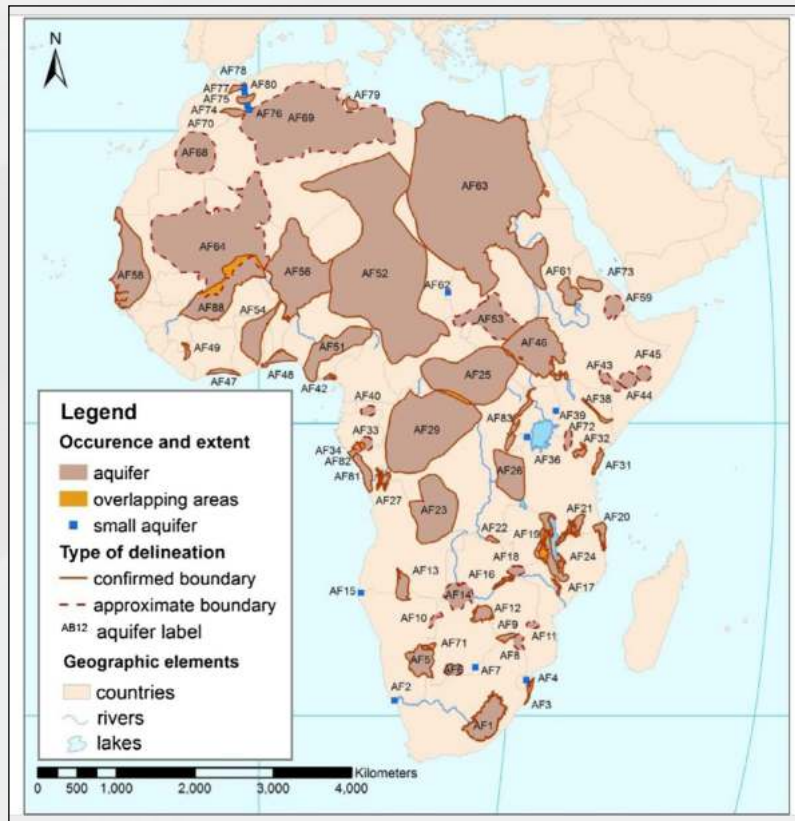 N
AF78
AF77
AF80
AF75
AF74
AF76
AF79
AF70
AF69
AF68
AF63
AF64
AF58
AF56
AF52
AF62
AF61
AF73
AF59
AF88
AF54
AF53
AF51
AF46
AF49
AF48
AF47
AF42
AF43
AF45
AF44
AF25
AF38
AF40
AF83
AF39
AF29
AF33
AF72
AF34
AF32
AF82
AF36
AF31
AF81
AF26
AF27
AF23
AF21
AF20
AF22
AF19
AF24
AF18
AF13
AF16
AF17
AF15
AF14
AF12
AF10
AF9
AF11
AF71
AF8
AF5
AF6
AF7
AF4
AF2
AF3
AF1
Legend
Occurence and extent
aquifer
overlapping areas
small aquifer
Type of delineation
confirmed boundary
approximate boundary
AB12 aquifer label
Geographic elements
countries
rivers
lakes
Kilometers
0 500 1,000 2,000 3,000 4,000